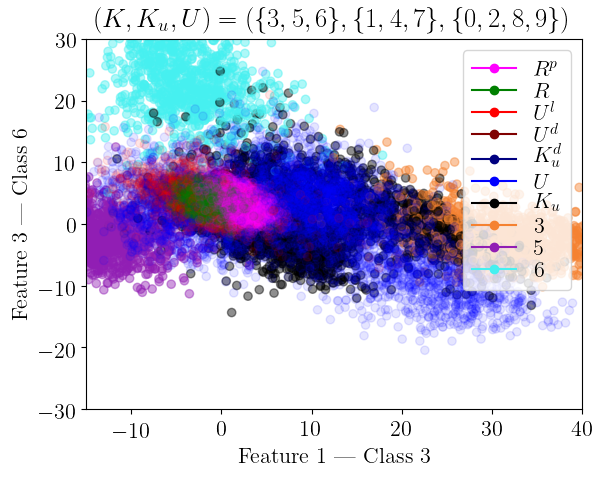 (K, K_u, U) = ({3, 5, 6}, {1, 4, 7}, {0, 2, 8, 9})
Feature 3 — Class 6
30
20
10
0
−10
−20
−30
R^p
R
U^l
U^d
K_u^d
U
K_u
3
5
6
−10
0
10
20
30
40
Feature 1 — Class 3